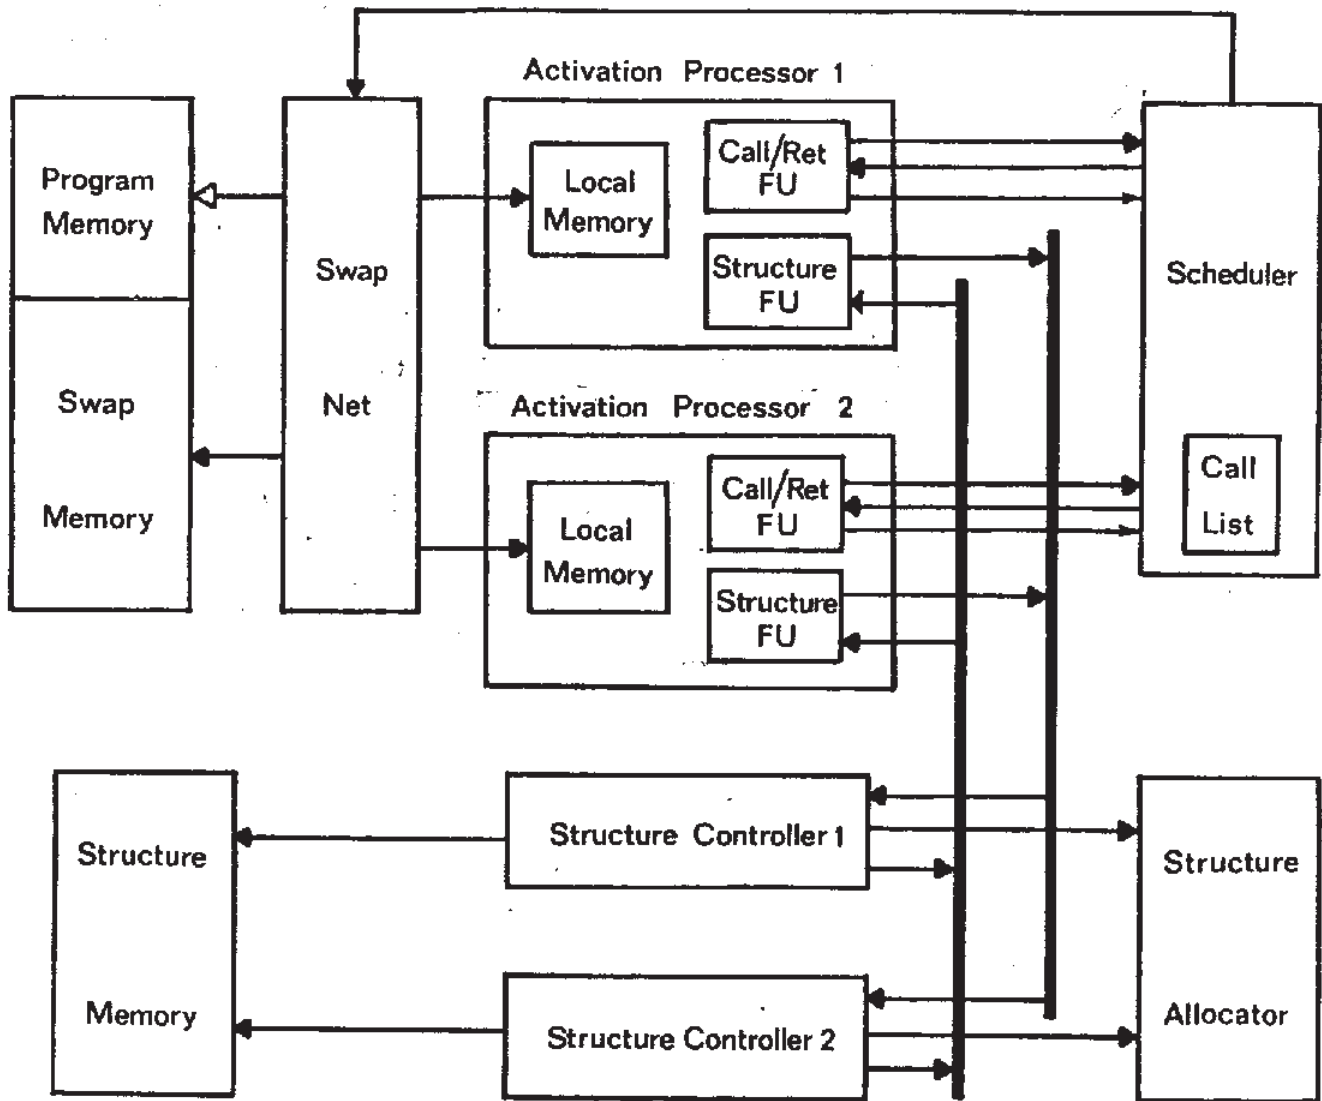 Activation Processor 1
Program
Memory
Swap
Memory
Swap
Net
Local
Memory
Call/Ret
FU
Structure
FU
Scheduler
Call
List
Activation Processor 2
Local
Memory
Call/Ret
FU
Structure
FU
Structure
Memory
Structure Controller 1
Structure Controller 2
Structure
Allocator